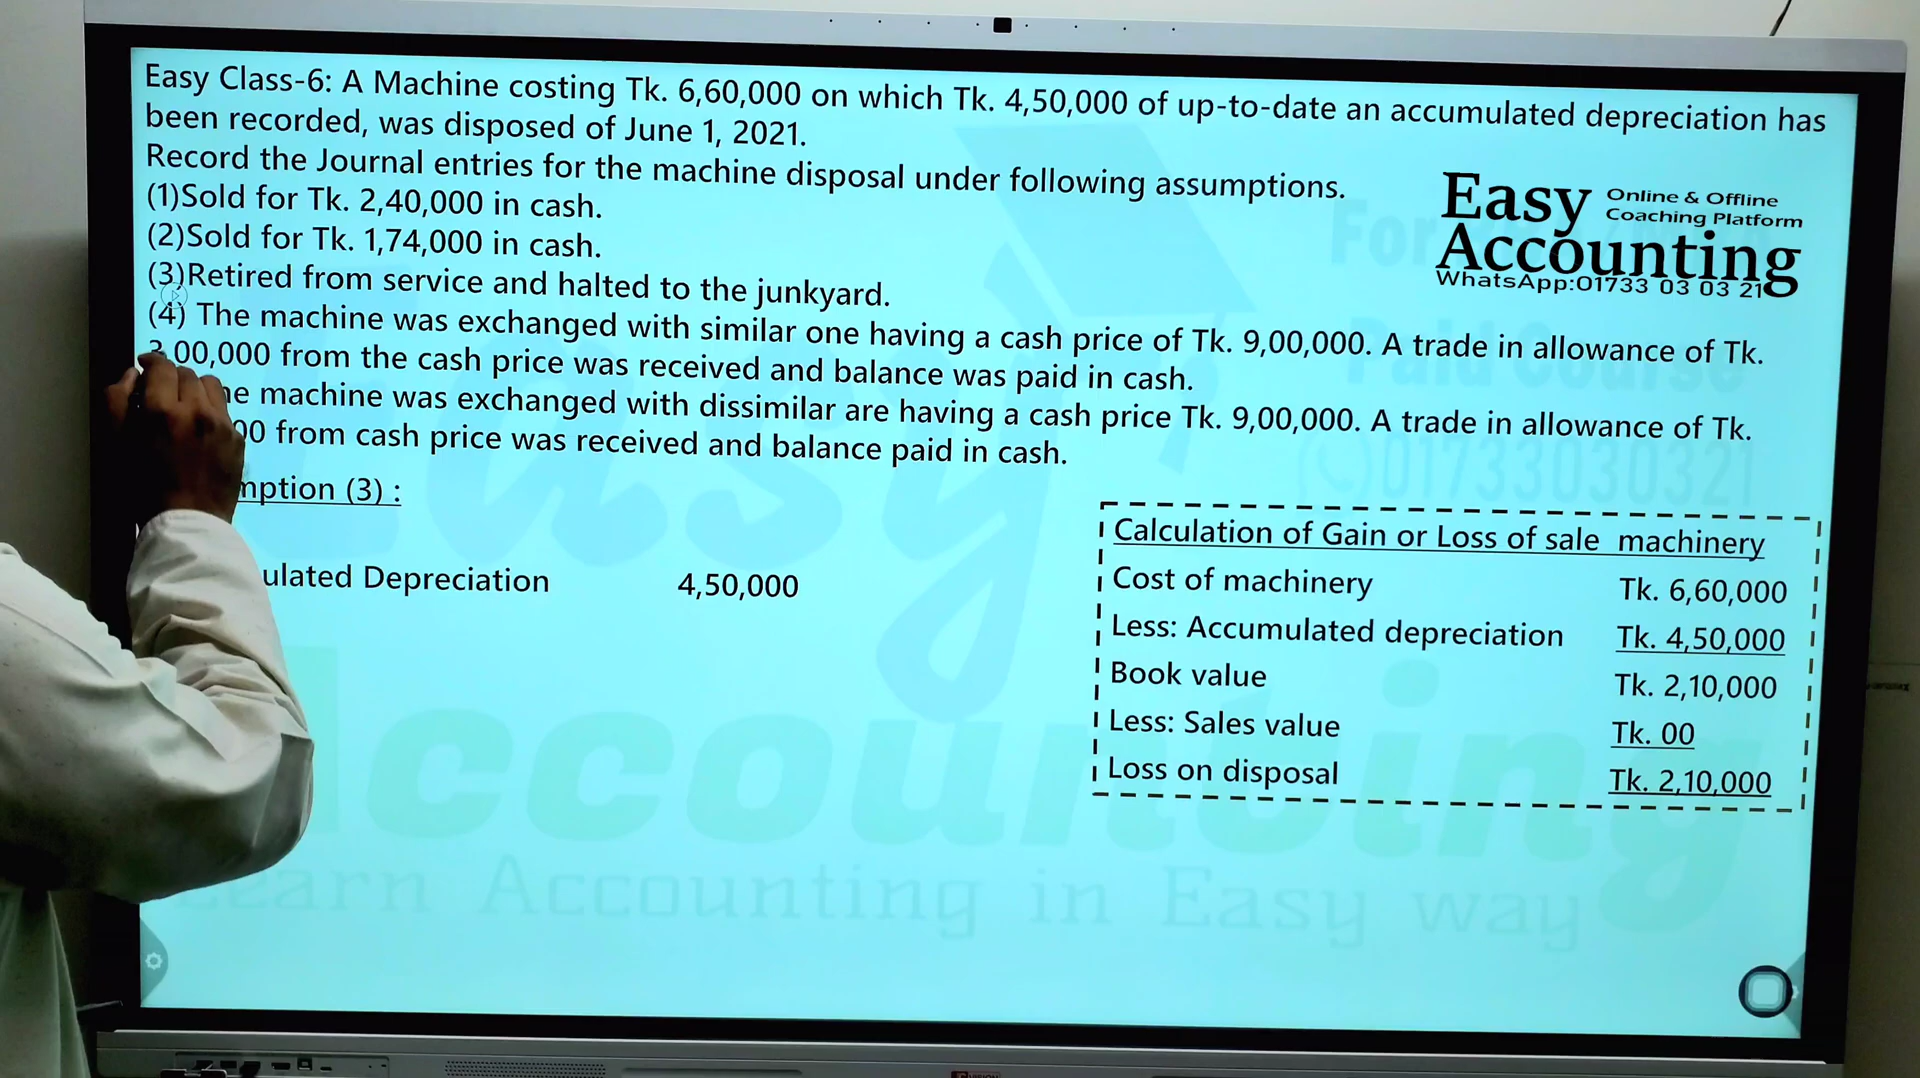 Easy Class-6: A Machine costing Tk. 6,60,000 on which Tk. 4,50,000 of up-to-date an accumulated depreciation has
been recorded, was disposed of June 1, 2021.
Record the Journal entries for the machine disposal under following assumptions.
(1)Sold for Tk. 2,40,000 in cash.
(2)Sold for Tk. 1,74,000 in cash.
(3)Retired from service and halted to the junkyard.
(4) The machine was exchanged with similar one having a cash price of Tk. 9,00,000. A trade in allowance of Tk.
3,00,000 from the cash price was received and balance was paid in cash.
machine was exchanged with dissimilar are having a cash price Tk. 9,00,000. A trade in allowance of Tk.
from cash price was received and balance paid in cash.
Easy Online & Offline
Coaching Platform
Accounting
WhatsApp:01733 03 03 21
For
Paid Course
01733030321
(3) :
Depreciation 4,50,000
Calculation of Gain or Loss of sale machinery
Cost of machinery Tk. 6,60,000
Less: Accumulated depreciation Tk. 4,50,000
Book value Tk. 2,10,000
Less: Sales value Tk. 00
Loss on disposal Tk. 2,10,000
Easy
Accounting
Learn Accounting in Easy way